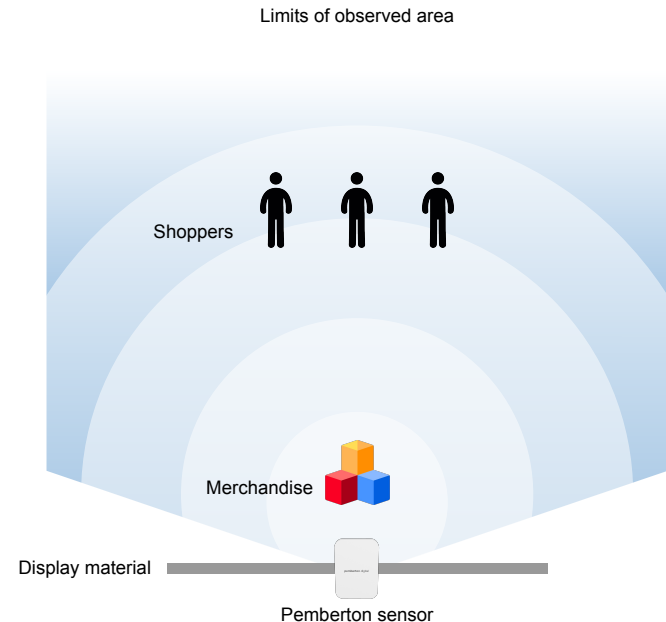 Limits of observed area
Shoppers
Merchandise
Display material
Pemberton sensor